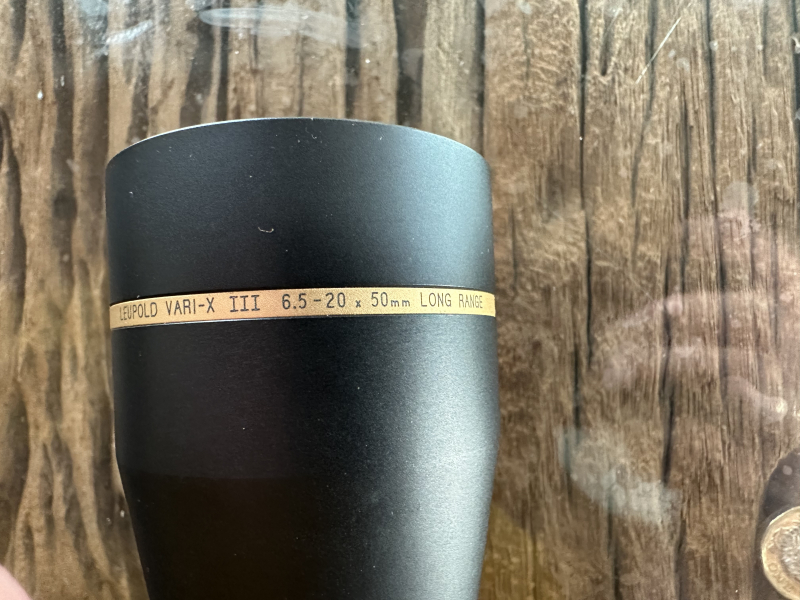 LEUPOLD VARI-X III 6.5-20 x 50mm LONG RANGE